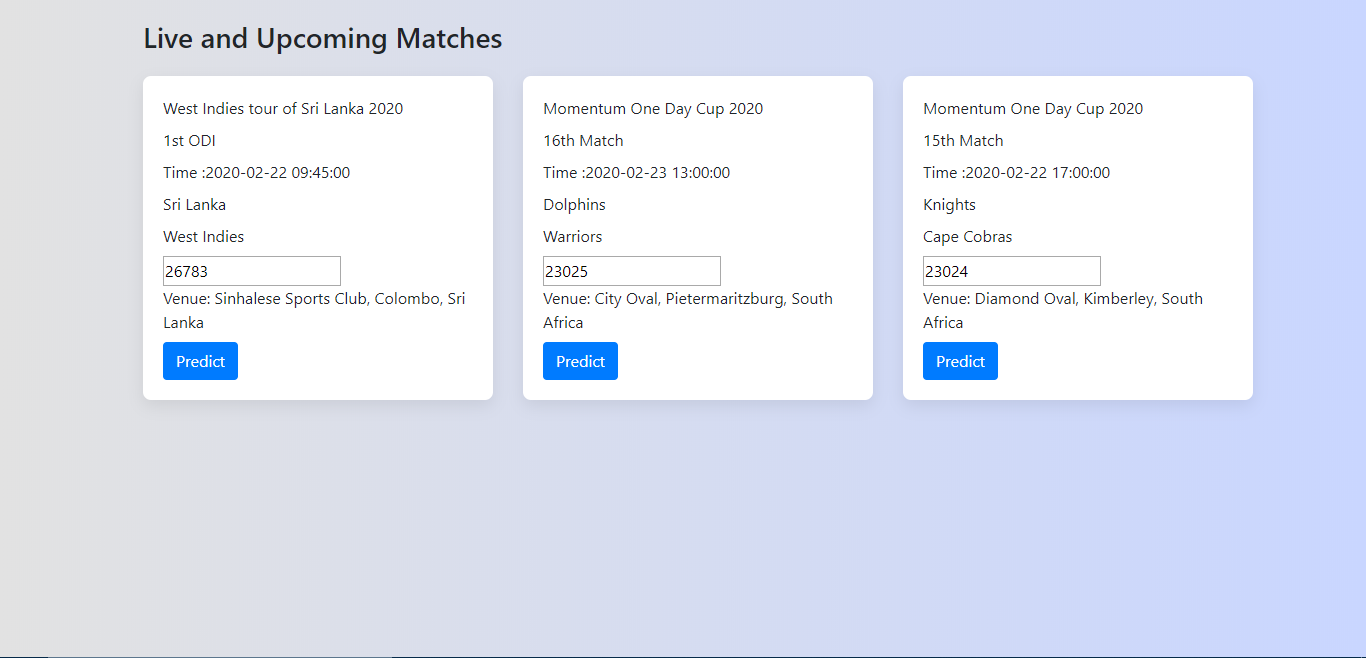 Live and Upcoming Matches
West Indies tour of Sri Lanka 2020
1st ODI
Time :2020-02-22 09:45:00
Sri Lanka
West Indies
26783
Venue: Sinhalese Sports Club, Colombo, Sri
Lanka
Predict
Momentum One Day Cup 2020
16th Match
Time :2020-02-23 13:00:00
Dolphins
Warriors
23025
Venue: City Oval, Pietermaritzburg, South
Africa
Predict
Momentum One Day Cup 2020
15th Match
Time :2020-02-22 17:00:00
Knights
Cape Cobras
23024
Venue: Diamond Oval, Kimberley, South
Africa
Predict